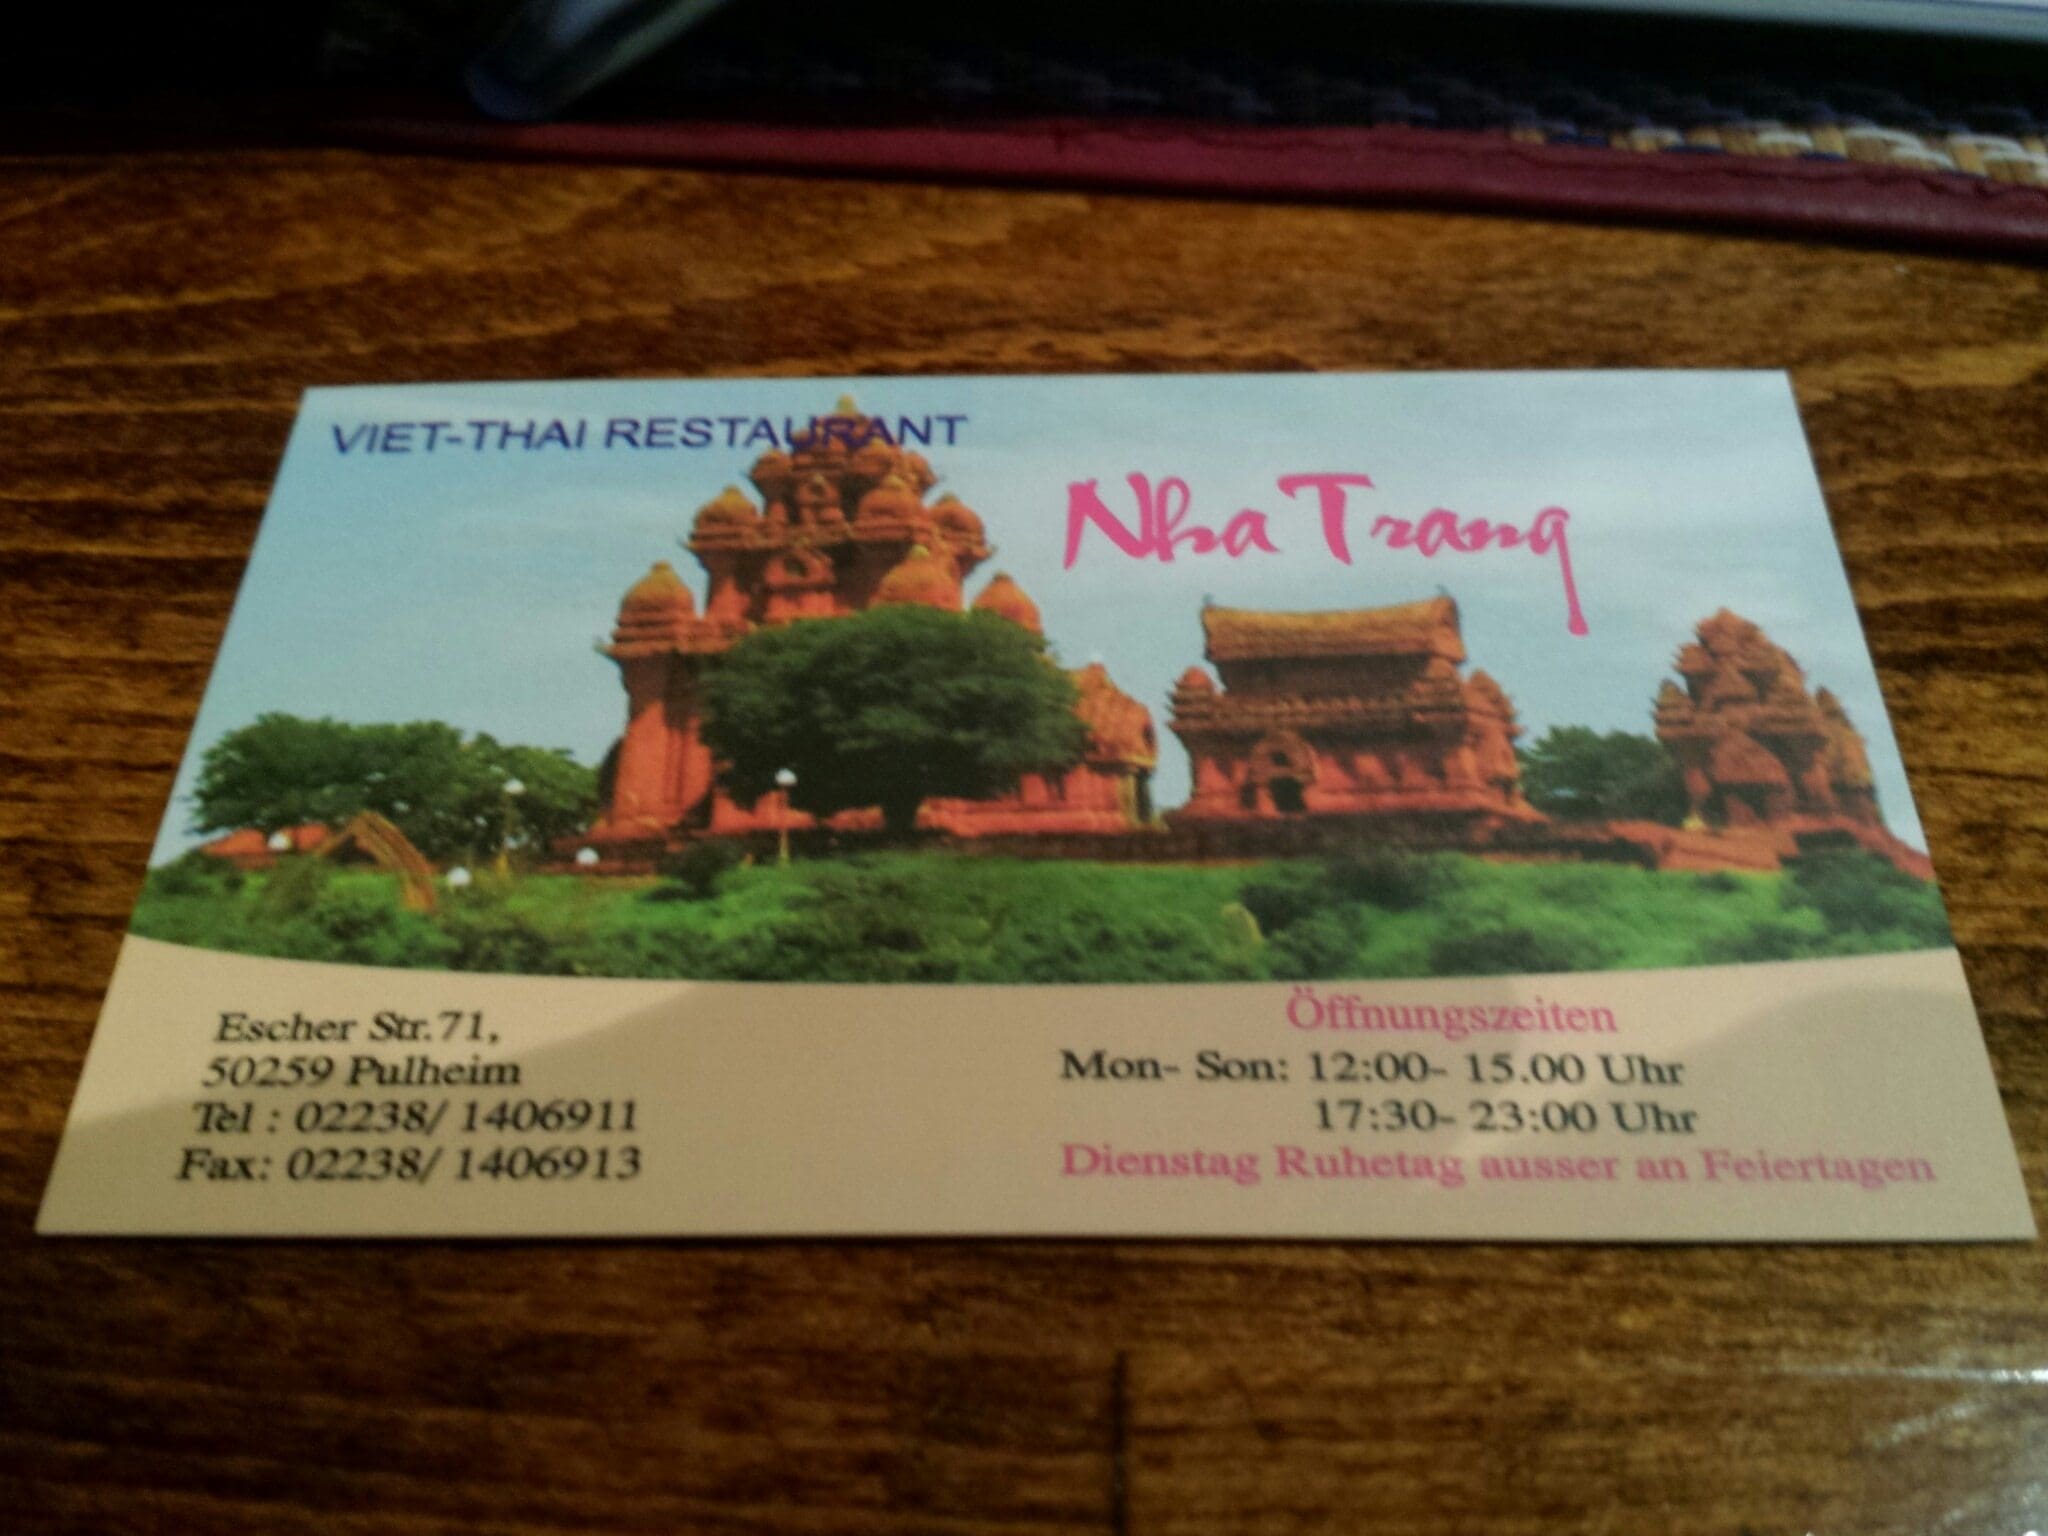 VIET-THAI RESTAURANT
Nha Trang
Escher Str.71,
50259 Pulheim
Tel : 02238/ 1406911
Fax: 02238/ 1406913
Öffnungszeiten
Mon- Son: 12:00- 15.00 Uhr
17:30- 23:00 Uhr
Dienstag Ruhetag ausser an Feiertagen